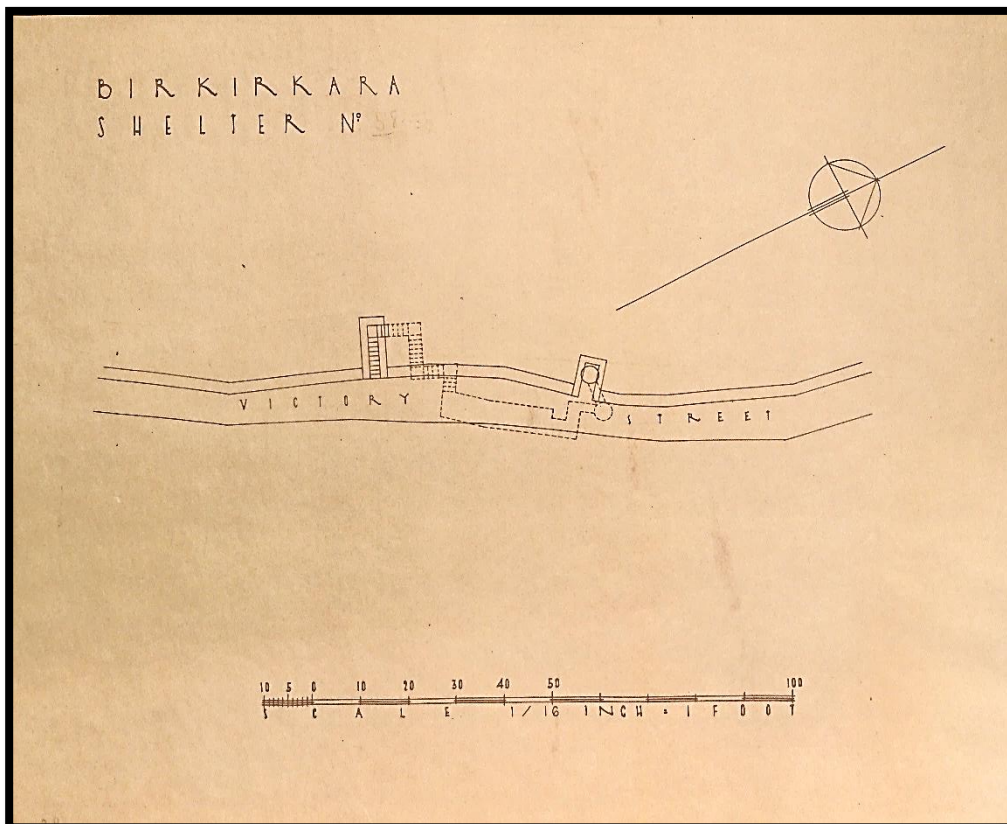 BIRKIRKARA
SHELTER Nº
VICTORY STREET
10 5 0 10 20 30 40 50 100
SCALE 1/16 INCH = 1 FOOT